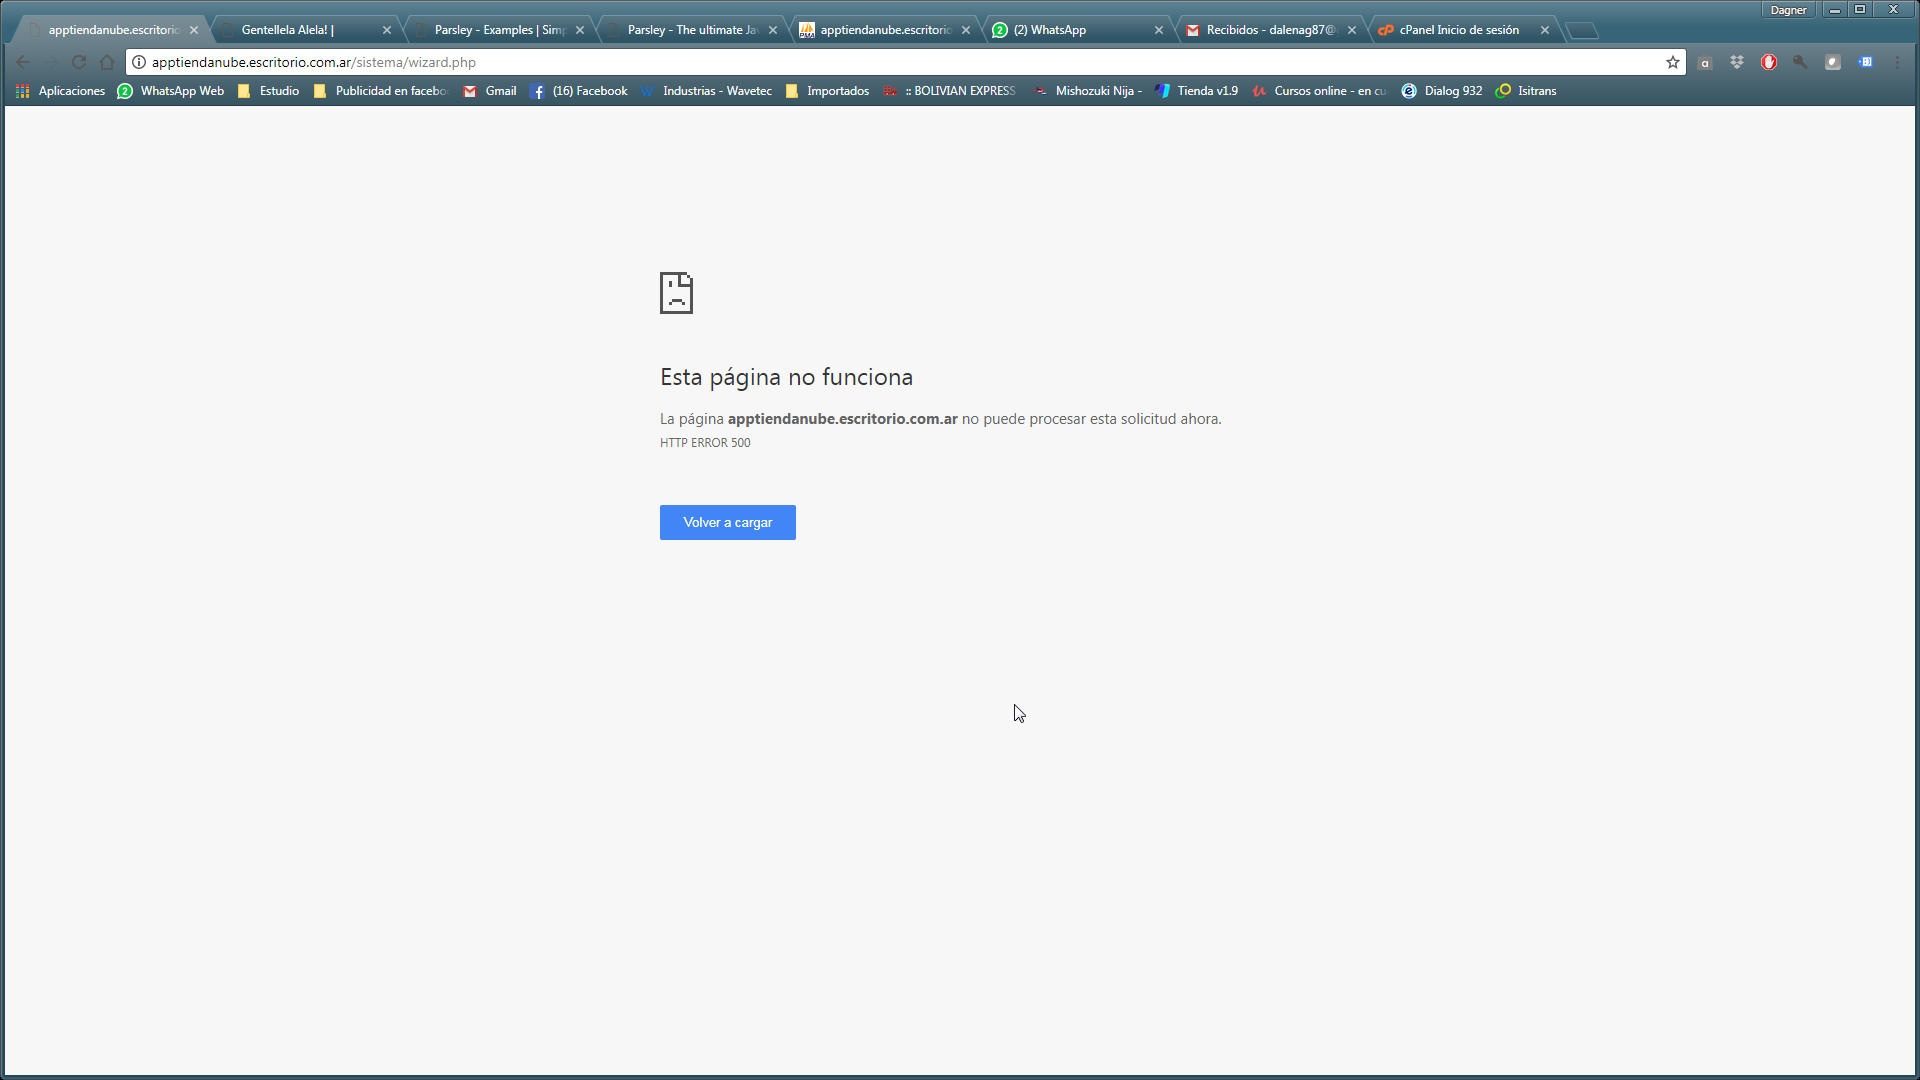 Dagner
apptiendanube.escritorio
Gentellela Alela! |
Parsley - Examples | Simp
Parsley - The ultimate Ja
apptiendanube.escritorio
(2) WhatsApp
Recibidos - dalenag87@
cPanel Inicio de sesión
apptiendanube.escritorio.com.ar/sistema/wizard.php
Aplicaciones
WhatsApp Web
Estudio
Publicidad en facebo
Gmail
(16) Facebook
Industrias - Wavetec
Importados
:: BOLIVIAN EXPRESS
Mishozuki Nija -
Tienda v1.9
Cursos online - en cu
Dialog 932
Isitrans
Esta página no funciona
La página apptiendanube.escritorio.com.ar no puede procesar esta solicitud ahora.
HTTP ERROR 500
Volver a cargar